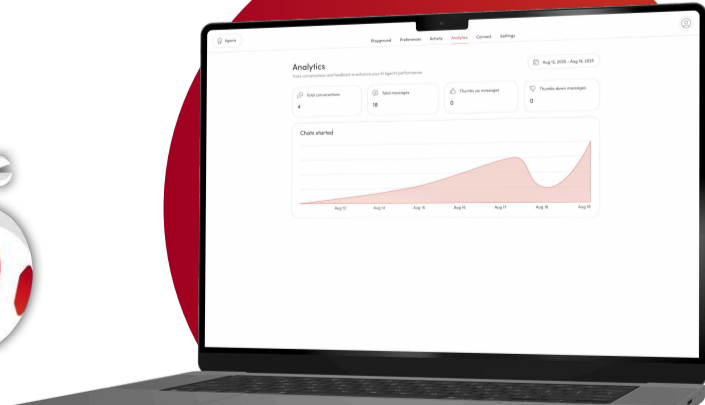 Agents
Playground Preferences Activity Analytics Connect Settings
Analytics
Aug 12, 2025 - Aug 19, 2025
Track conversations and feedback to enhance your AI Agent's performance
Total conversations
4
Total messages
18
Thumbs up messages
0
Thumbs down messages
0
Chats started
Aug 13 Aug 14 Aug 15 Aug 16 Aug 17 Aug 18 Aug 19